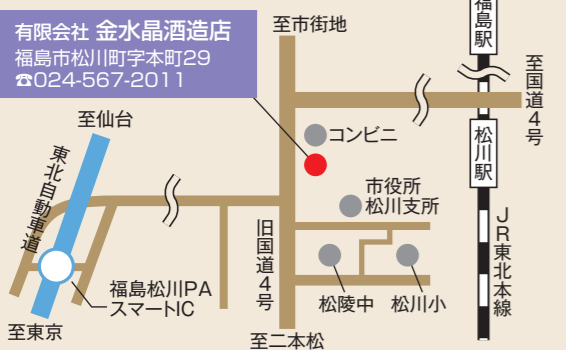 有限会社 金水晶酒造店
福島市松川町字本町29
☎024-567-2011
至市街地
福島駅
至国道4号
至仙台
コンビニ
松川駅
東北自動車道
市役所
松川支所
旧国道4号
JR東北本線
福島松川PA
スマートIC
松陵中
松川小
至東京
至二本松